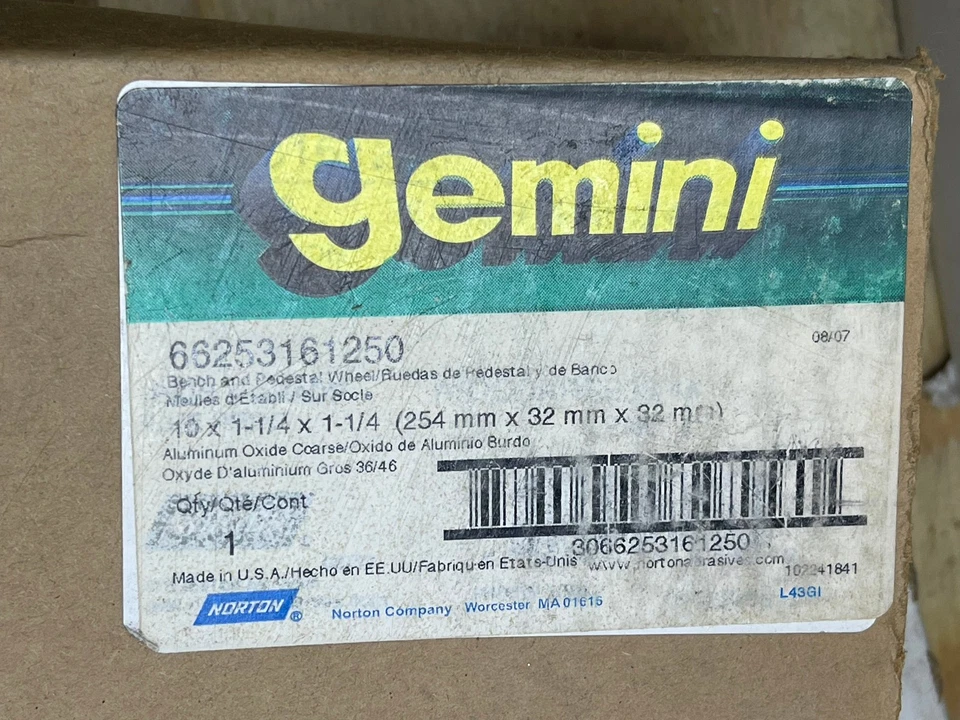 gemini
66253161250
08/07
Bench and Pedestal Wheel/Ruedas de Pedestal y de Banco
Meules d'Établi / Sur Socle
10 x 1-1/4 x 1-1/4 (254 mm x 32 mm x 32 mm)
Aluminum Oxide Coarse/Oxido de Aluminio Burdo
Oxyde D'aluminium Gros 36/46
Qty/Qté/Cont
1
3066253161250
Made in U.S.A./Hecho en EE.UU/Fabriqu en États-Unis www.nortonabrasives.com
102241841
NORTON ® Norton Company Worcester MA 01615
L43GI